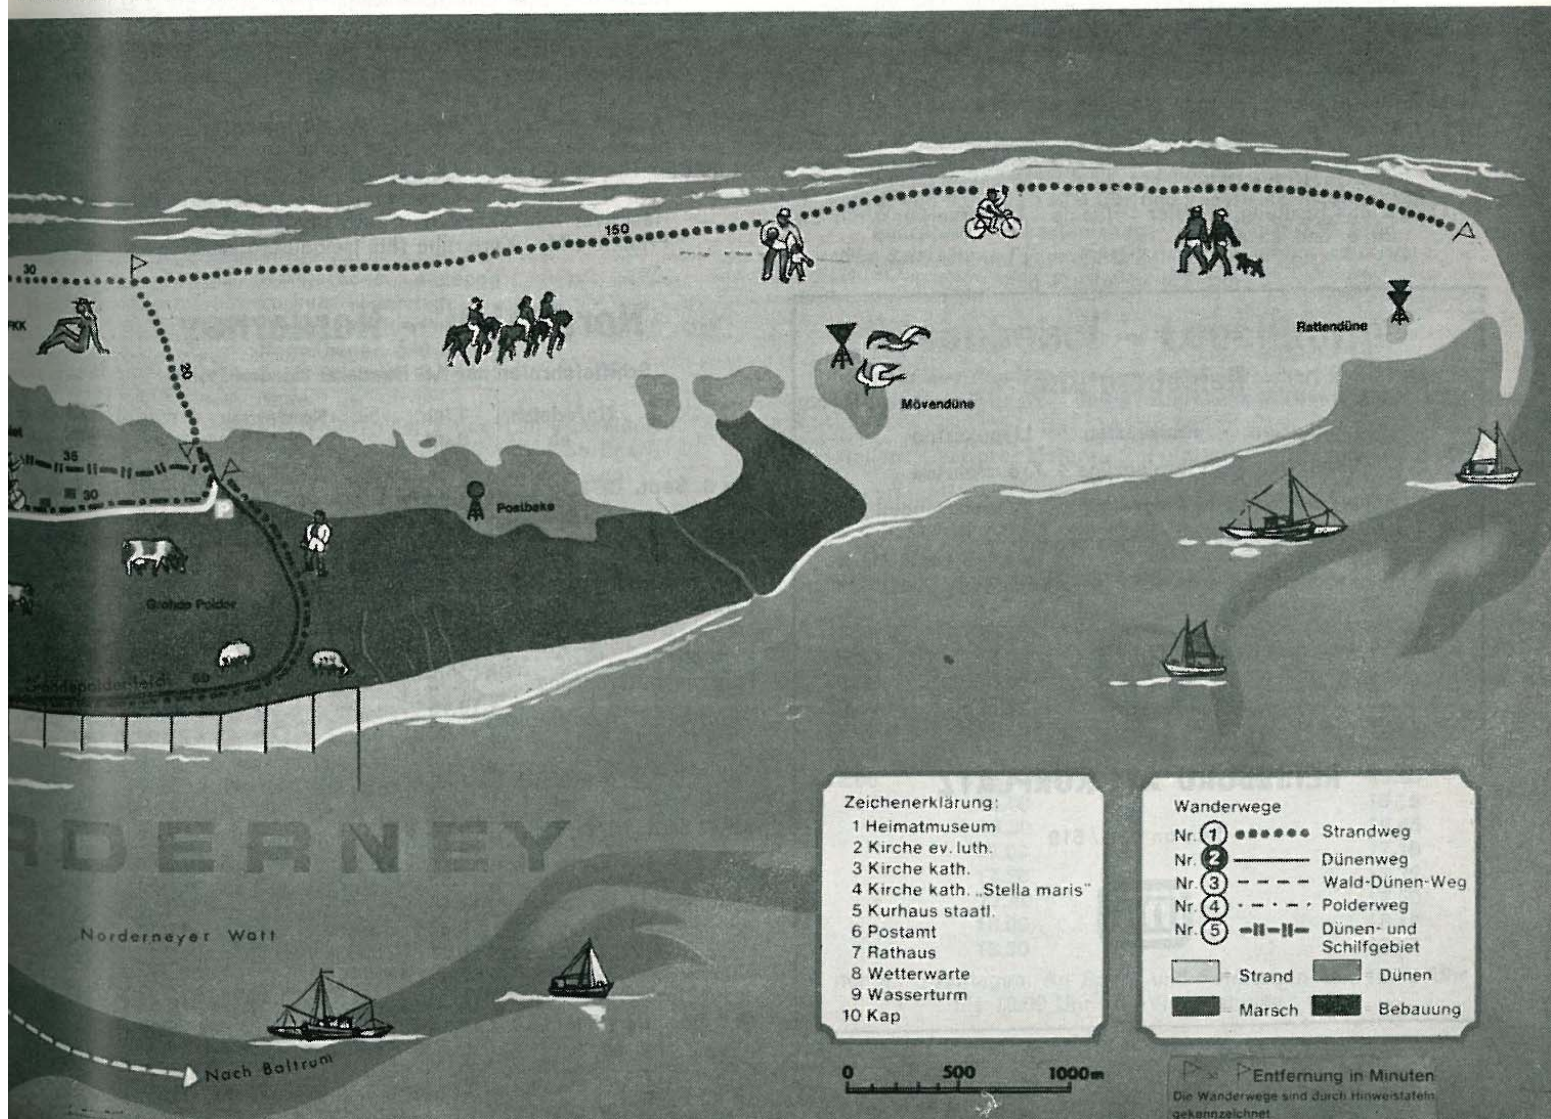 30
150
FKK
20
Rattendüne
Mövendüne
35
30
P
Postbake
Grohde Polder
60
RDERNEY
Norderneyer Watt
Nach Baltrum
Zeichenerklärung:
1 Heimatmuseum
2 Kirche ev. luth.
3 Kirche kath.
4 Kirche kath. „Stella maris"
5 Kurhaus staatl.
6 Postamt
7 Rathaus
8 Wetterwarte
9 Wasserturm
10 Kap
0 500 1000m
Wanderwege
Nr. 1 Strandweg
Nr. 2 Dünenweg
Nr. 3 Wald-Dünen-Weg
Nr. 4 Polderweg
Nr. 5 Dünen- und
Schilfgebiet
Strand Dünen
Marsch Bebauung
Entfernung in Minuten
Die Wanderwege sind durch Hinweistafeln
gekennzeichnet